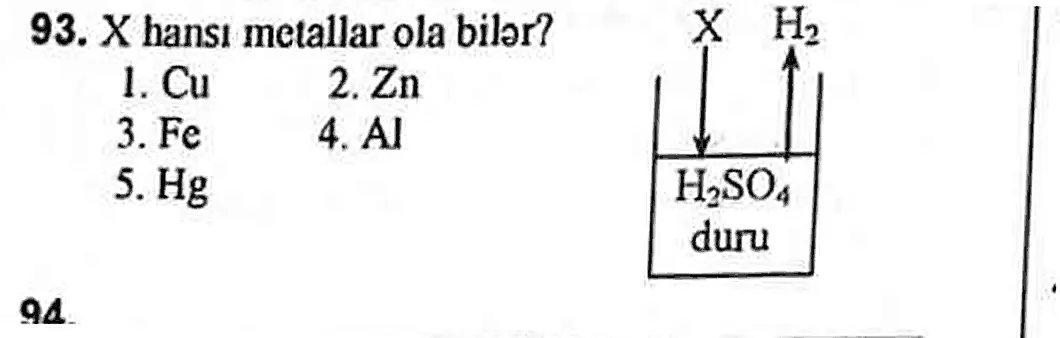 93. X hansı metallar ola bilər?
1. Cu 2. Zn
3. Fe 4. Al
5. Hg
X H₂
H₂SO₄
duru
94.